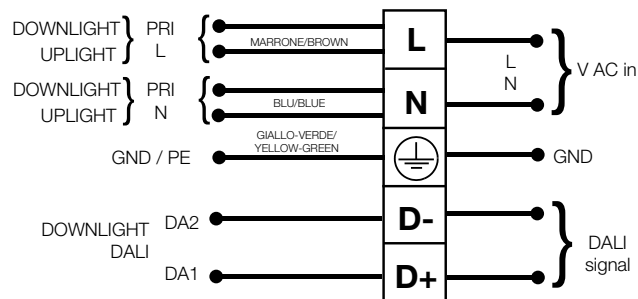 DOWNLIGHT PRI
UPLIGHT L
MARRONE/BROWN
L
L
N
V AC in
DOWNLIGHT PRI
UPLIGHT N
BLU/BLUE
N
GND / PE
GIALLO-VERDE/
YELLOW-GREEN
GND
DOWNLIGHT
DALI
DA2
D-
DA1
D+
DALI
signal